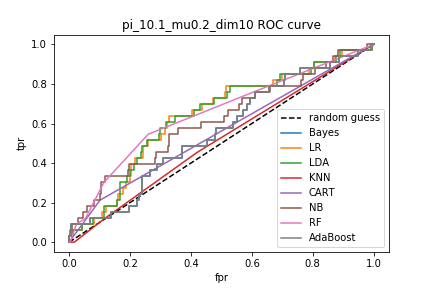 pi_10.1_mu0.2_dim10 ROC curve
1.0
0.8
0.6
0.4
0.2
0.0
tpr
0.0 0.2 0.4 0.6 0.8 1.0
fpr
random guess
Bayes
LR
LDA
KNN
CART
NB
RF
AdaBoost